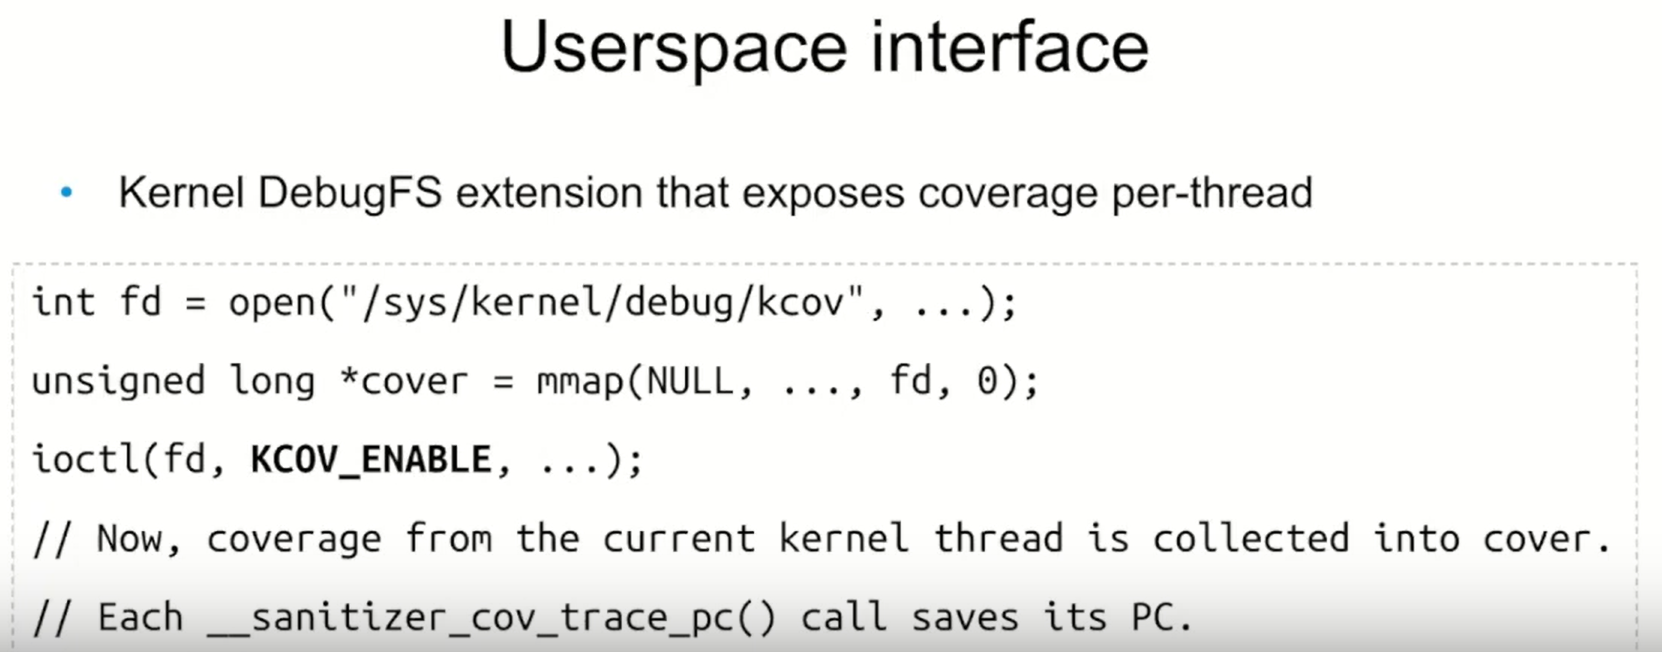 Userspace interface
• Kernel DebugFS extension that exposes coverage per-thread
int fd = open("/sys/kernel/debug/kcov", ...);
unsigned long *cover = mmap(NULL, ..., fd, 0);
ioctl(fd, KCOV_ENABLE, ...);
// Now, coverage from the current kernel thread is collected into cover.
// Each __sanitizer_cov_trace_pc() call saves its PC.